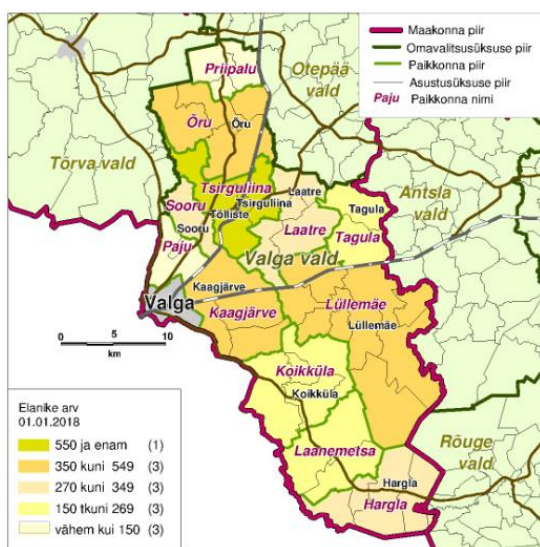 Maakonna piir
Omavalitsusüksuse piir
Paikkonna piir
Asustusüksuse piir
Paju Paikkonna nimi
Priipalu
Otepää
vald
Õru
Õru
Tõrva vald
Tsirguliina
Tsirguliina
Laatre
Antsla
vald
Sooru
Tõlliste
Tagula
Sooru
Laatre
Tagula
Paju
Valga vald
Kaagjärve
Valga
Kaagjärve
Lüllemäe
Lüllemäe
0 5 10
km
Koikküla
Koikküla
Elanike arv
01.01.2018
550 ja enam (1)
350 kuni 549 (3)
270 kuni 349 (3)
150 tkuni 269 (3)
vähem kui 150 (3)
Laanemetsa
Rõuge
vald
Hargla
Hargla